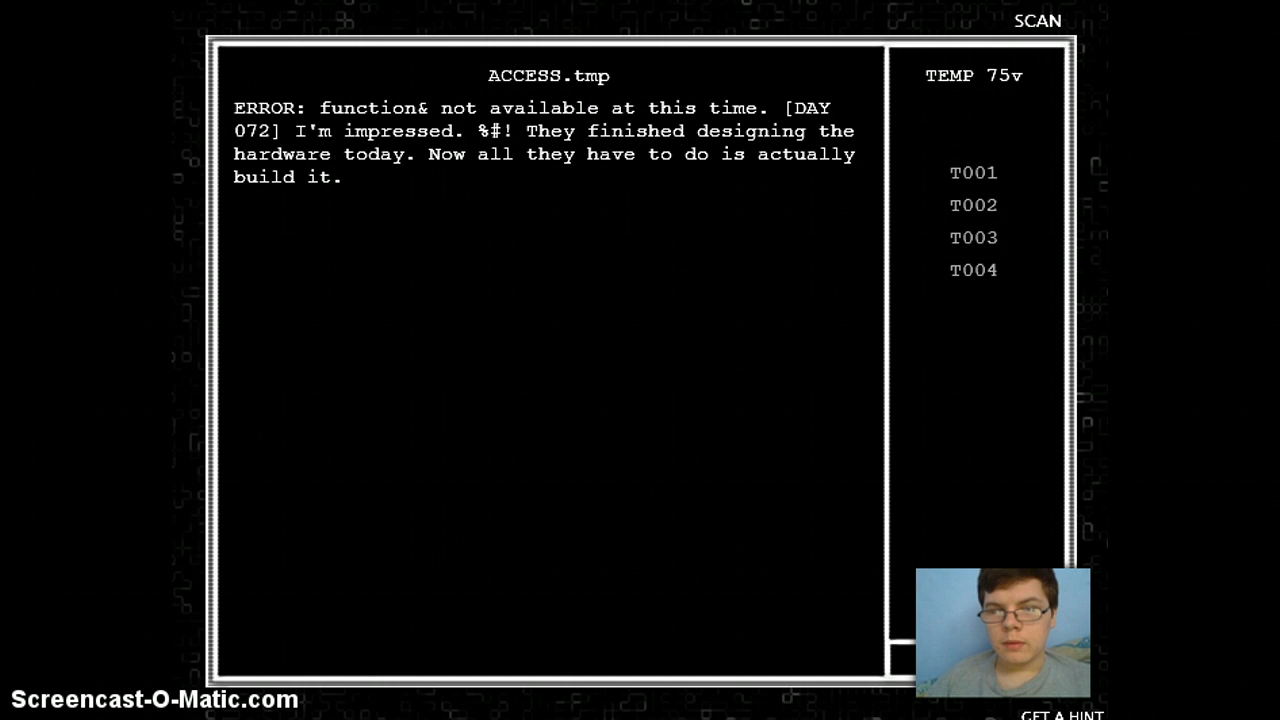 SCAN
ACCESS.tmp
TEMP 75v
ERROR: function& not available at this time. [DAY
072] I'm impressed. %#! They finished designing the
hardware today. Now all they have to do is actually
build it.
T001
T002
T003
T004
Screencast-O-Matic.com
GET A HINT